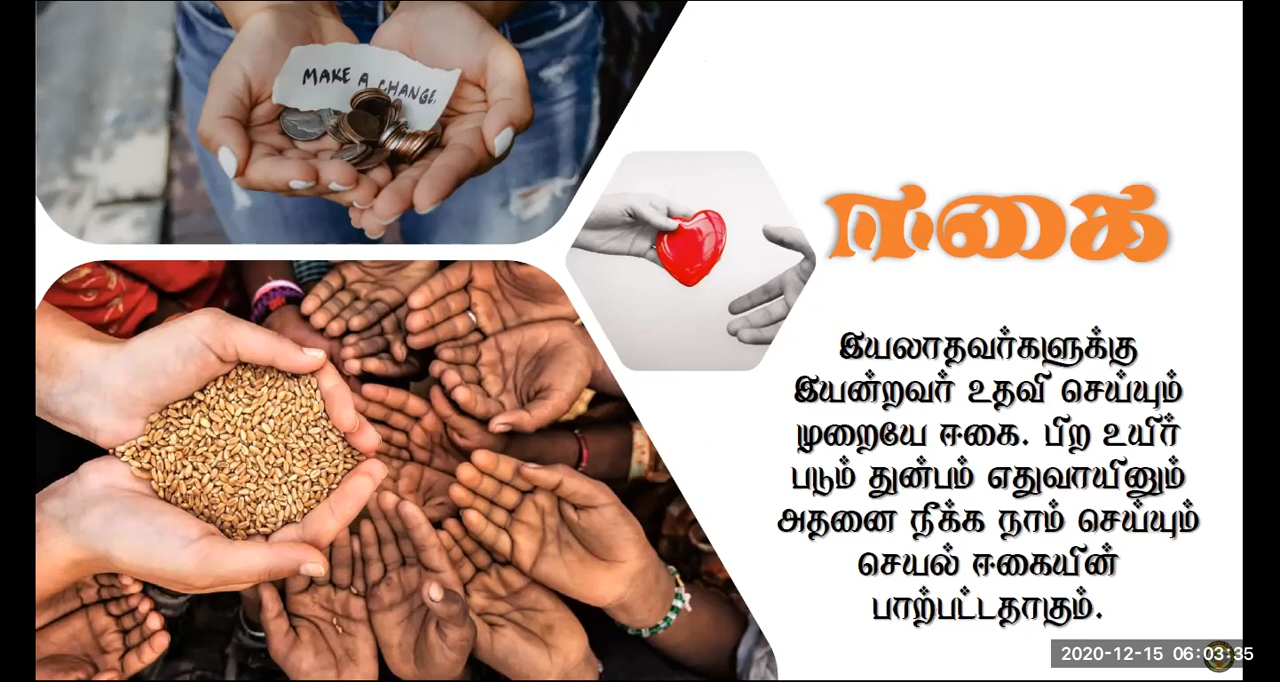 MAKE A CHANGE.
ஈகை
இயலாதவர்களுக்கு
இயன்றவர் உதவி செய்யும்
முறையே ஈகை. பிற உயிர்
படும் துன்பம் எதுவாயினும்
அதனை நீக்க நாம் செய்யும்
செயல் ஈகையின்
பாற்பட்டதாகும்.
2020-12-15 06:03:35